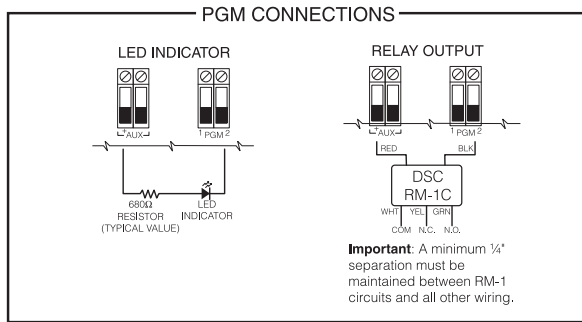 PGM CONNECTIONS
LED INDICATOR
+AUX-
1 PGM 2
680Ω
RESISTOR
(TYPICAL VALUE)
LED
INDICATOR
RELAY OUTPUT
+AUX-
1 PGM 2
RED
BLK
DSC
RM-1C
WHT YEL GRN
COM N.C. N.O.
Important: A minimum ¼"
separation must be
maintained between RM-1
circuits and all other wiring.